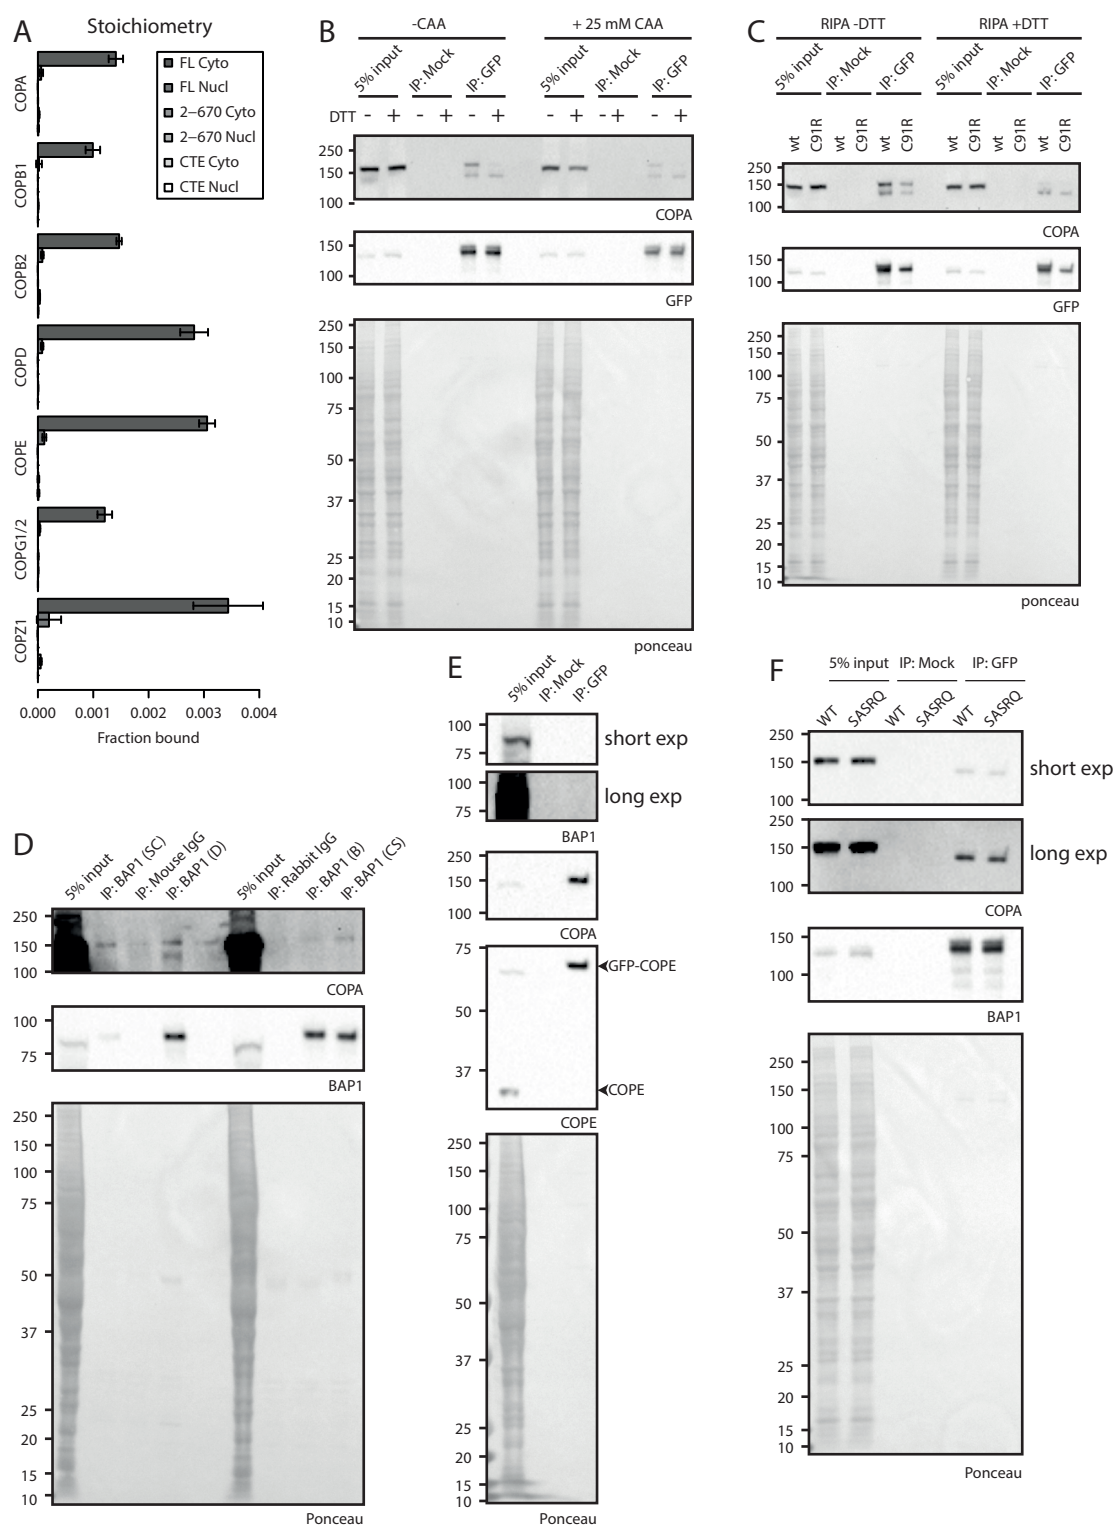 A
Stoichiometry
FL Cyto
FL Nucl
2−670 Cyto
2−670 Nucl
CTE Cyto
CTE Nucl
COPA
COPB1
COPB2
COPD
COPE
COPG1/2
COPZ1
0.000 0.001 0.002 0.003 0.004
Fraction bound
B
-CAA + 25 mM CAA
5% input IP: Mock IP: GFP 5% input IP: Mock IP: GFP
DTT - + - + - + - + - + - +
250
150
100
COPA
150
100
GFP
250
150
100
75
50
37
25
20
15
10
ponceau
C
RIPA -DTT RIPA +DTT
5% input IP: Mock IP: GFP 5% input IP: Mock IP: GFP
wt C91R wt C91R wt C91R wt C91R wt C91R wt C91R
250
150
100
COPA
150
100
GFP
250
150
100
75
50
37
25
20
15
10
ponceau
D
5% input IP: BAP1 (SC) IP: Mouse IgG IP: BAP1 (D) 5% input IP: Rabbit IgG IP: BAP1 (B) IP: BAP1 (CS)
250
150
100
COPA
100
75
BAP1
250
150
100
75
50
37
25
20
15
10
Ponceau
E
5% input IP: Mock IP: GFP
100
75
short exp
100
75
long exp
BAP1
250
150
100
COPA
75
GFP-COPE
50
37
COPE
COPE
250
150
100
75
50
37
25
20
15
10
Ponceau
F
5% input IP: Mock IP: GFP
WT SASRQ WT SASRQ WT SASRQ
250
150
100
short exp
250
150
100
long exp
COPA
150
100
BAP1
250
150
100
75
50
37
25
20
15
10
Ponceau